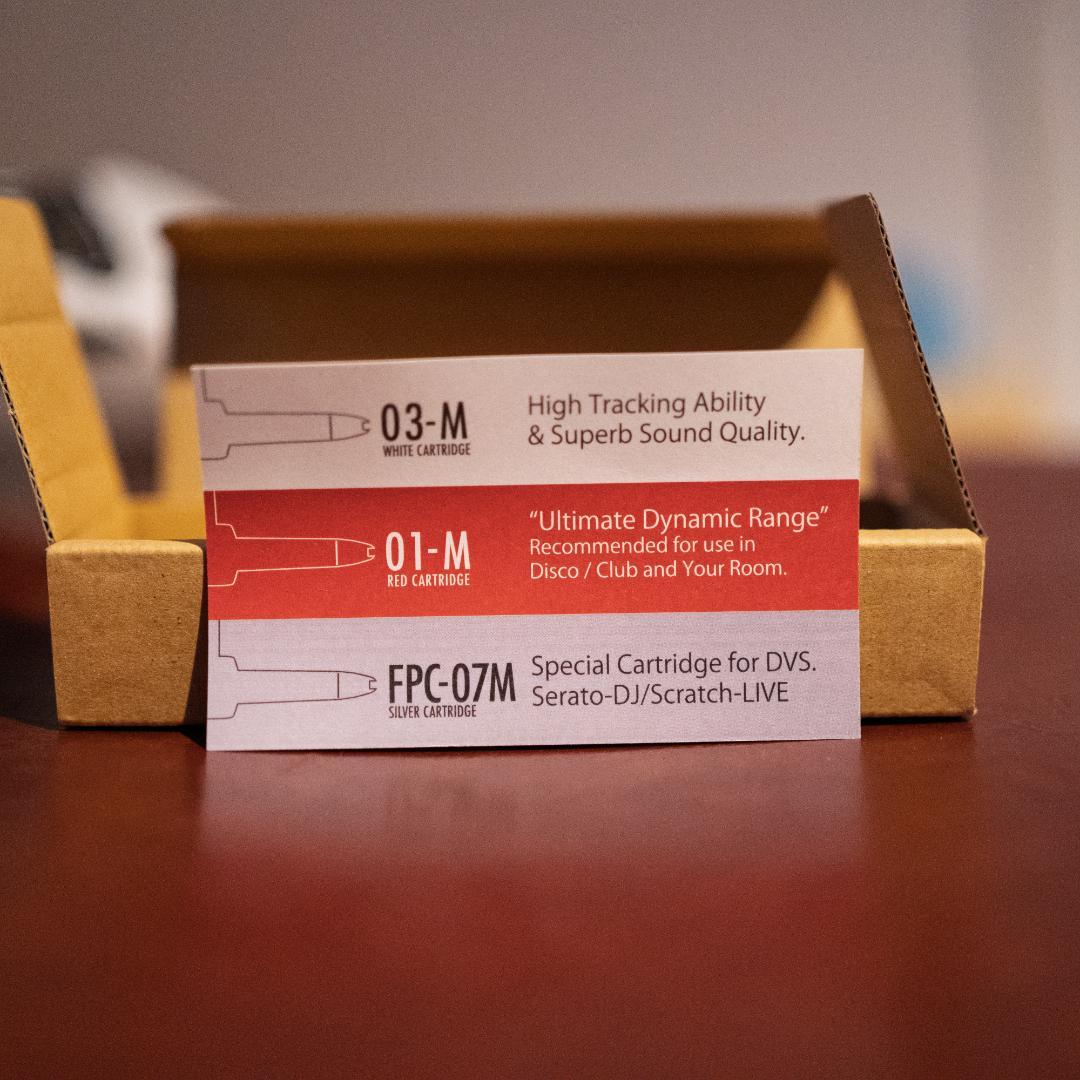 03-M
WHITE CARTRIDGE
High Tracking Ability
& Superb Sound Quality.
01-M
RED CARTRIDGE
“Ultimate Dynamic Range”
Recommended for use in
Disco / Club and Your Room.
FPC-07M
SILVER CARTRIDGE
Special Cartridge for DVS.
Serato-DJ/Scratch-LIVE